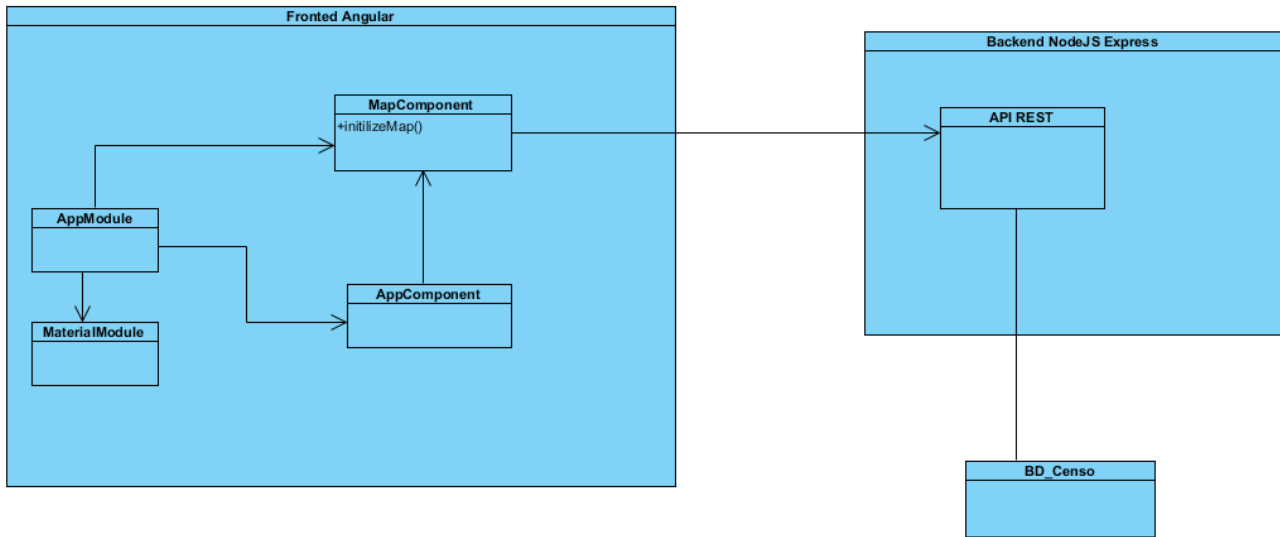 Fronted Angular
MapComponent
+initilizeMap()
AppModule
MaterialModule
AppComponent
Backend NodeJS Express
API REST
BD_Censo